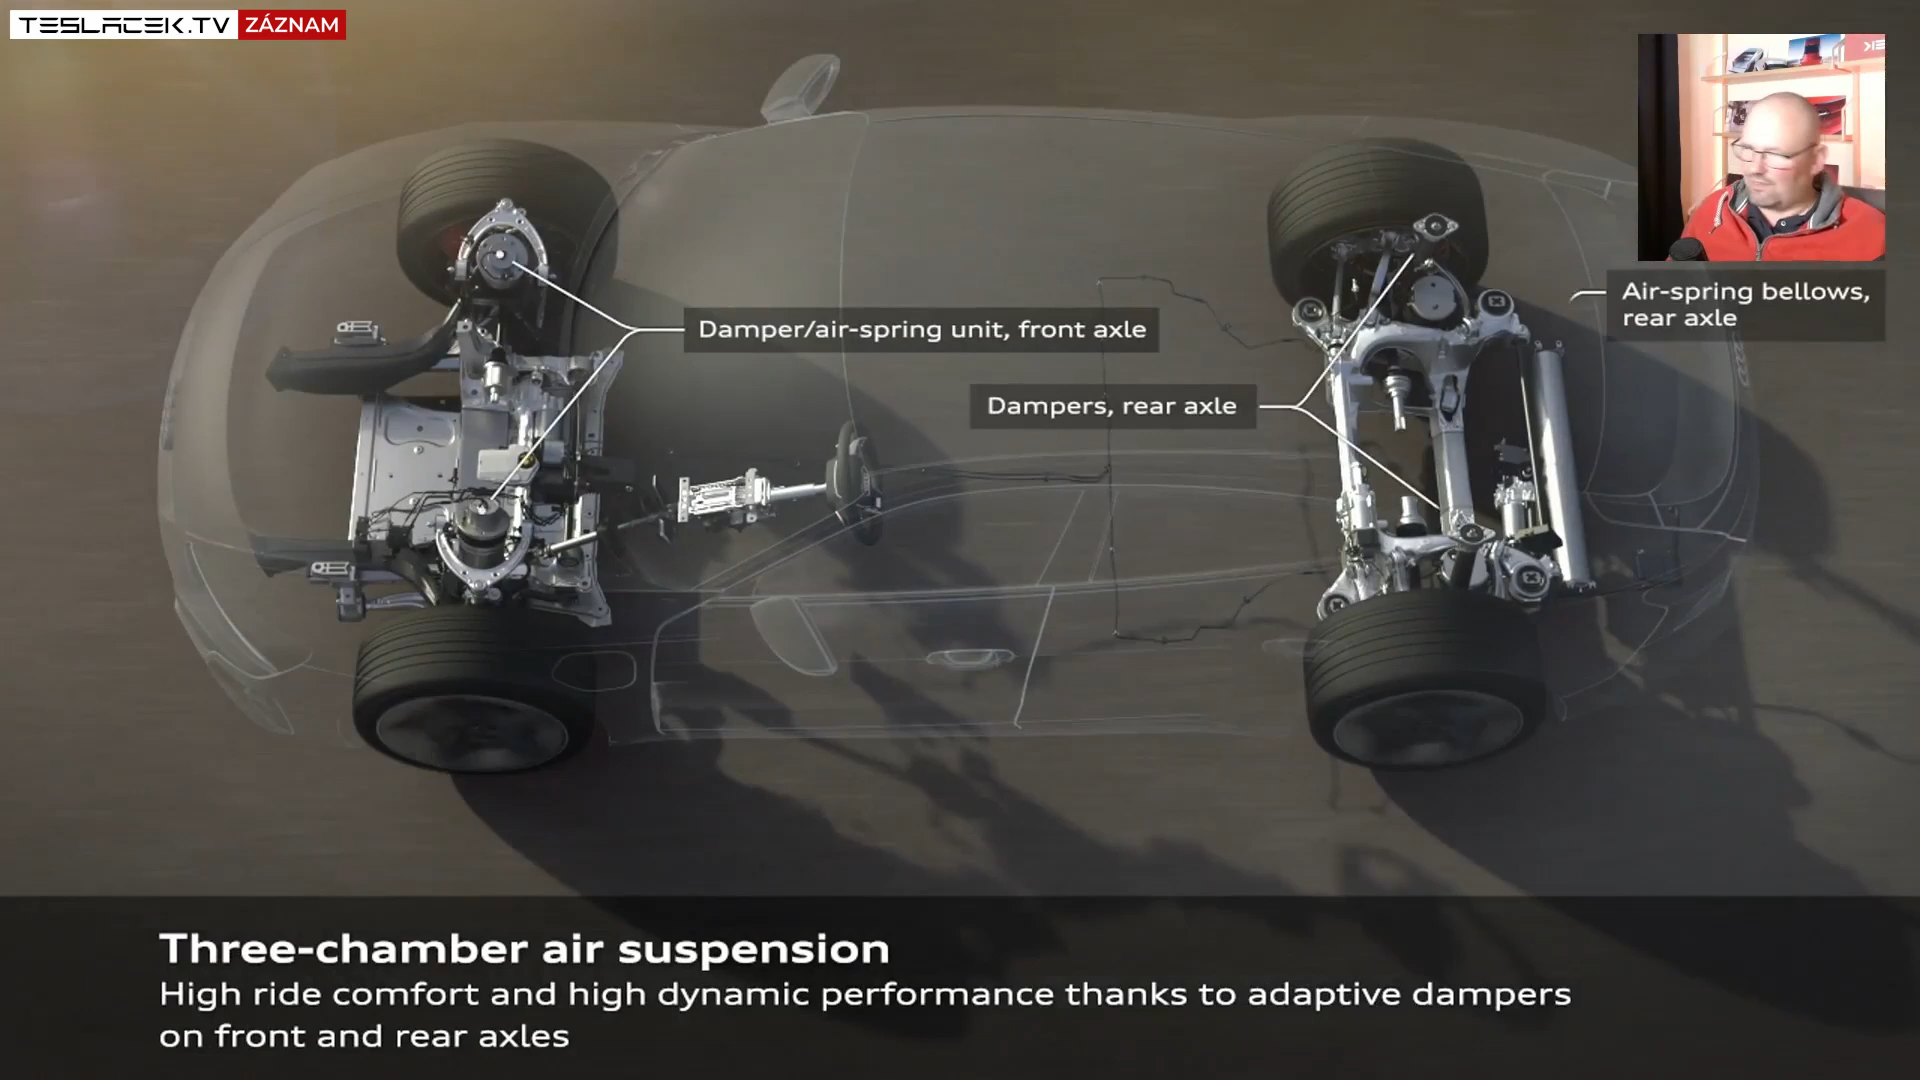 TESLACEK.TV ZÁZNAM
Air-spring bellows,
rear axle
Damper/air-spring unit, front axle
Dampers, rear axle
Three-chamber air suspension
High ride comfort and high dynamic performance thanks to adaptive dampers
on front and rear axles